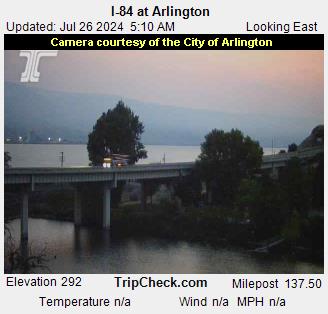 I-84 at Arlington
Updated: Jul 26 2024 5:10 AM Looking East
Camera courtesy of the City of Arlington
Elevation 292 TripCheck.com Milepost 137.50
Temperature n/a Wind n/a MPH n/a